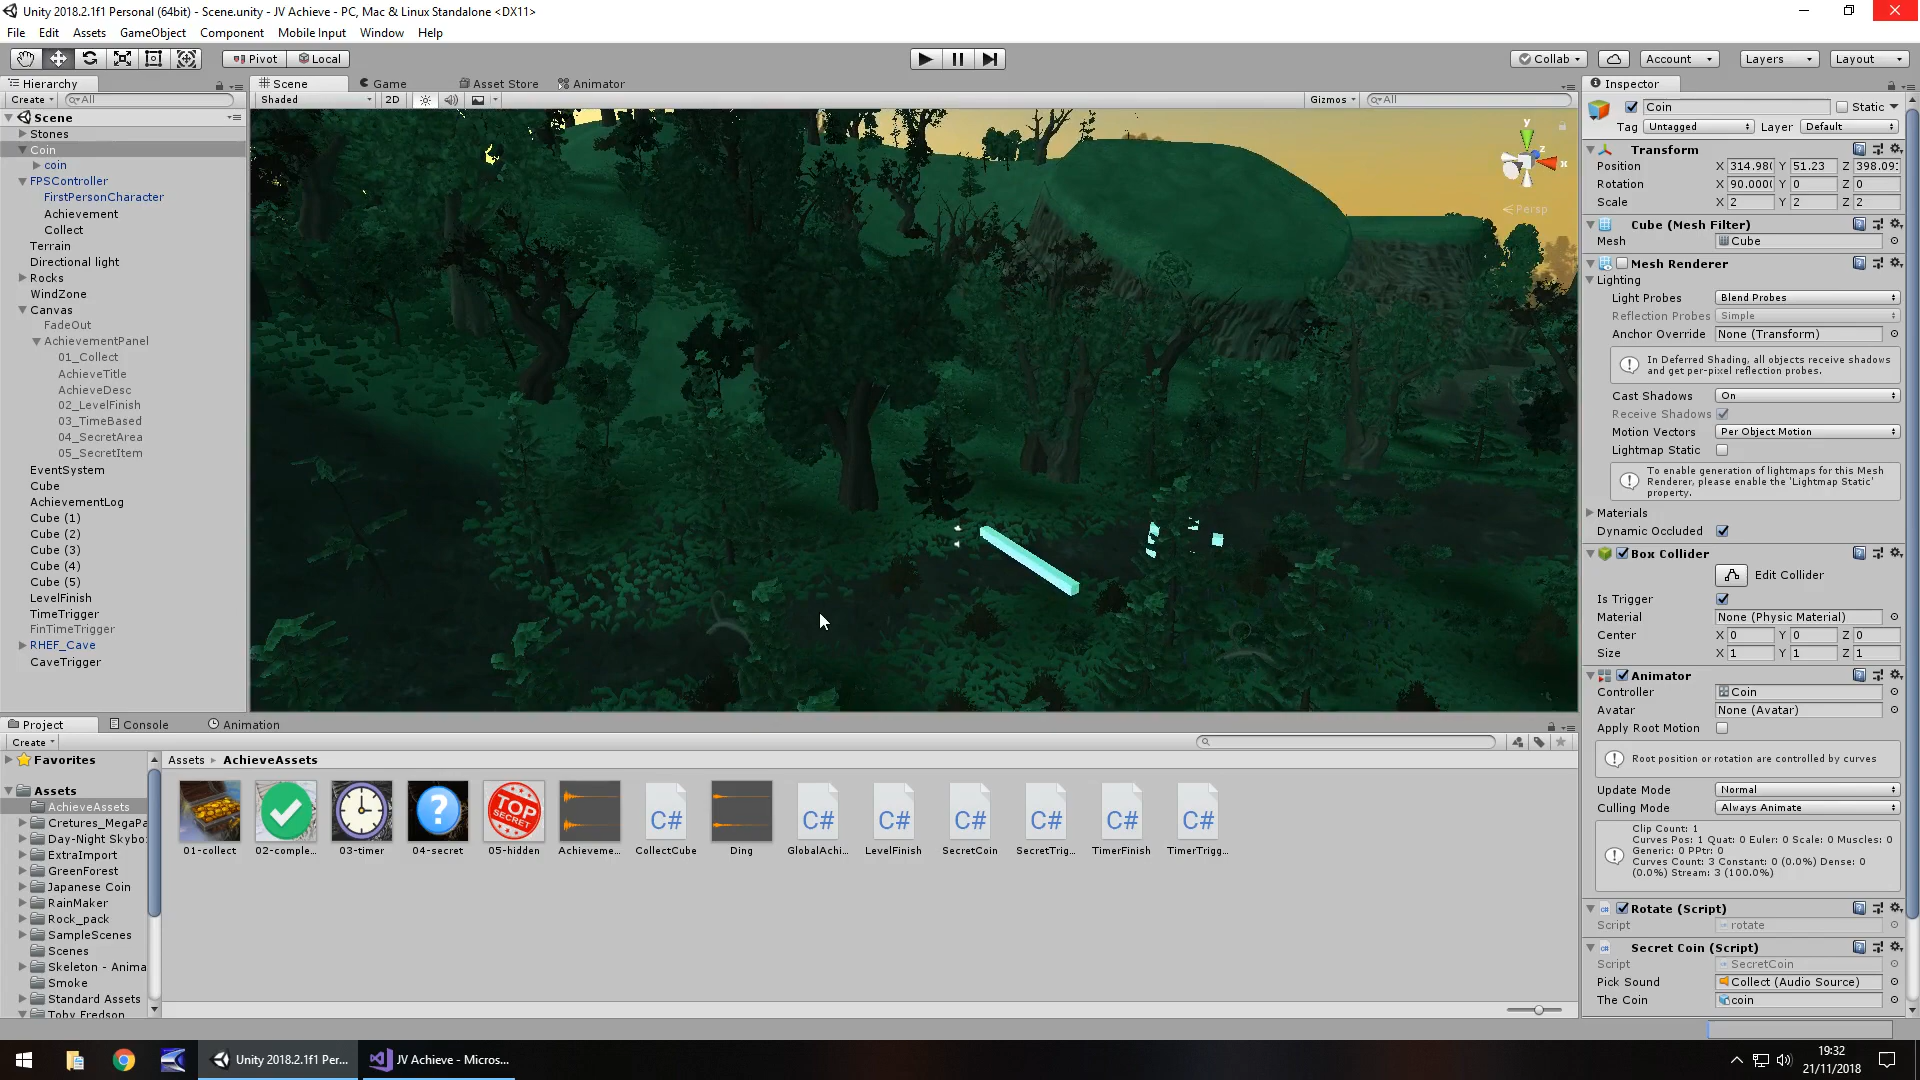 Unity 2018.2.1f1 Personal (64bit) - Scene.unity - JV Achieve - PC, Mac & Linux Standalone <DX11>
File Edit Assets GameObject Component Mobile Input Window Help
Pivot Local Collab Account Layers Layout
Hierarchy Scene Game Asset Store Animator Inspector
Create All Shaded 2D Gizmos All
Scene
Stones
Coin
coin
FPSController
FirstPersonCharacter
Achievement
Collect
Terrain
Directional light
Rocks
WindZone
Canvas
FadeOut
AchievementPanel
01_Collect
AchieveTitle
AchieveDesc
02_LevelFinish
03_TimeBased
04_SecretArea
05_SecretItem
EventSystem
Cube
AchievementLog
Cube (1)
Cube (2)
Cube (3)
Cube (4)
Cube (5)
LevelFinish
TimeTrigger
FinTimeTrigger
RHEF_Cave
CaveTrigger
y
z
x
Persp
Coin Static
Tag Untagged Layer Default
Transform
Position X 314.98( Y 51.23 Z 398.09:
Rotation X 90.000( Y 0 Z 0
Scale X 2 Y 2 Z 2
Cube (Mesh Filter)
Mesh Cube
Mesh Renderer
Lighting
Light Probes Blend Probes
Reflection Probes Simple
Anchor Override None (Transform)
In Deferred Shading, all objects receive shadows
and get per-pixel reflection probes.
Cast Shadows On
Receive Shadows
Motion Vectors Per Object Motion
Lightmap Static
To enable generation of lightmaps for this Mesh
Renderer, please enable the 'Lightmap Static'
property.
Materials
Dynamic Occluded
Box Collider
Edit Collider
Is Trigger
Material None (Physic Material)
Center X 0 Y 0 Z 0
Size X 1 Y 1 Z 1
Animator
Controller Coin
Avatar None (Avatar)
Apply Root Motion
Root position or rotation are controlled by curves
Update Mode Normal
Culling Mode Always Animate
Clip Count: 1
Curves Pos: 1 Quat: 0 Euler: 0 Scale: 0 Muscles: 0
Generic: 0 PPtr: 0
Curves Count: 3 Constant: 0 (0.0%) Dense: 0
(0.0%) Stream: 3 (100.0%)
Rotate (Script)
Script rotate
Secret Coin (Script)
Script SecretCoin
Pick Sound Collect (Audio Source)
The Coin coin
Project Console Animation
Create
Favorites
Assets
AchieveAssets
Cretures_MegaPa
Day-Night Skybo
ExtraImport
GreenForest
Japanese Coin
RainMaker
Rock_pack
SampleScenes
Scenes
Skeleton - Anima
Smoke
Standard Assets
Toby Fredson
Assets AchieveAssets
? TOP SECRET C# C# C# C# C# C# C#
01-collect 02-comple... 03-timer 04-secret 05-hidden Achieveme... CollectCube Ding GlobalAchi... LevelFinish SecretCoin SecretTrig... TimerFinish TimerTrigg...
Unity 2018.2.1f1 Per... JV Achieve - Micros... 19:32
21/11/2018